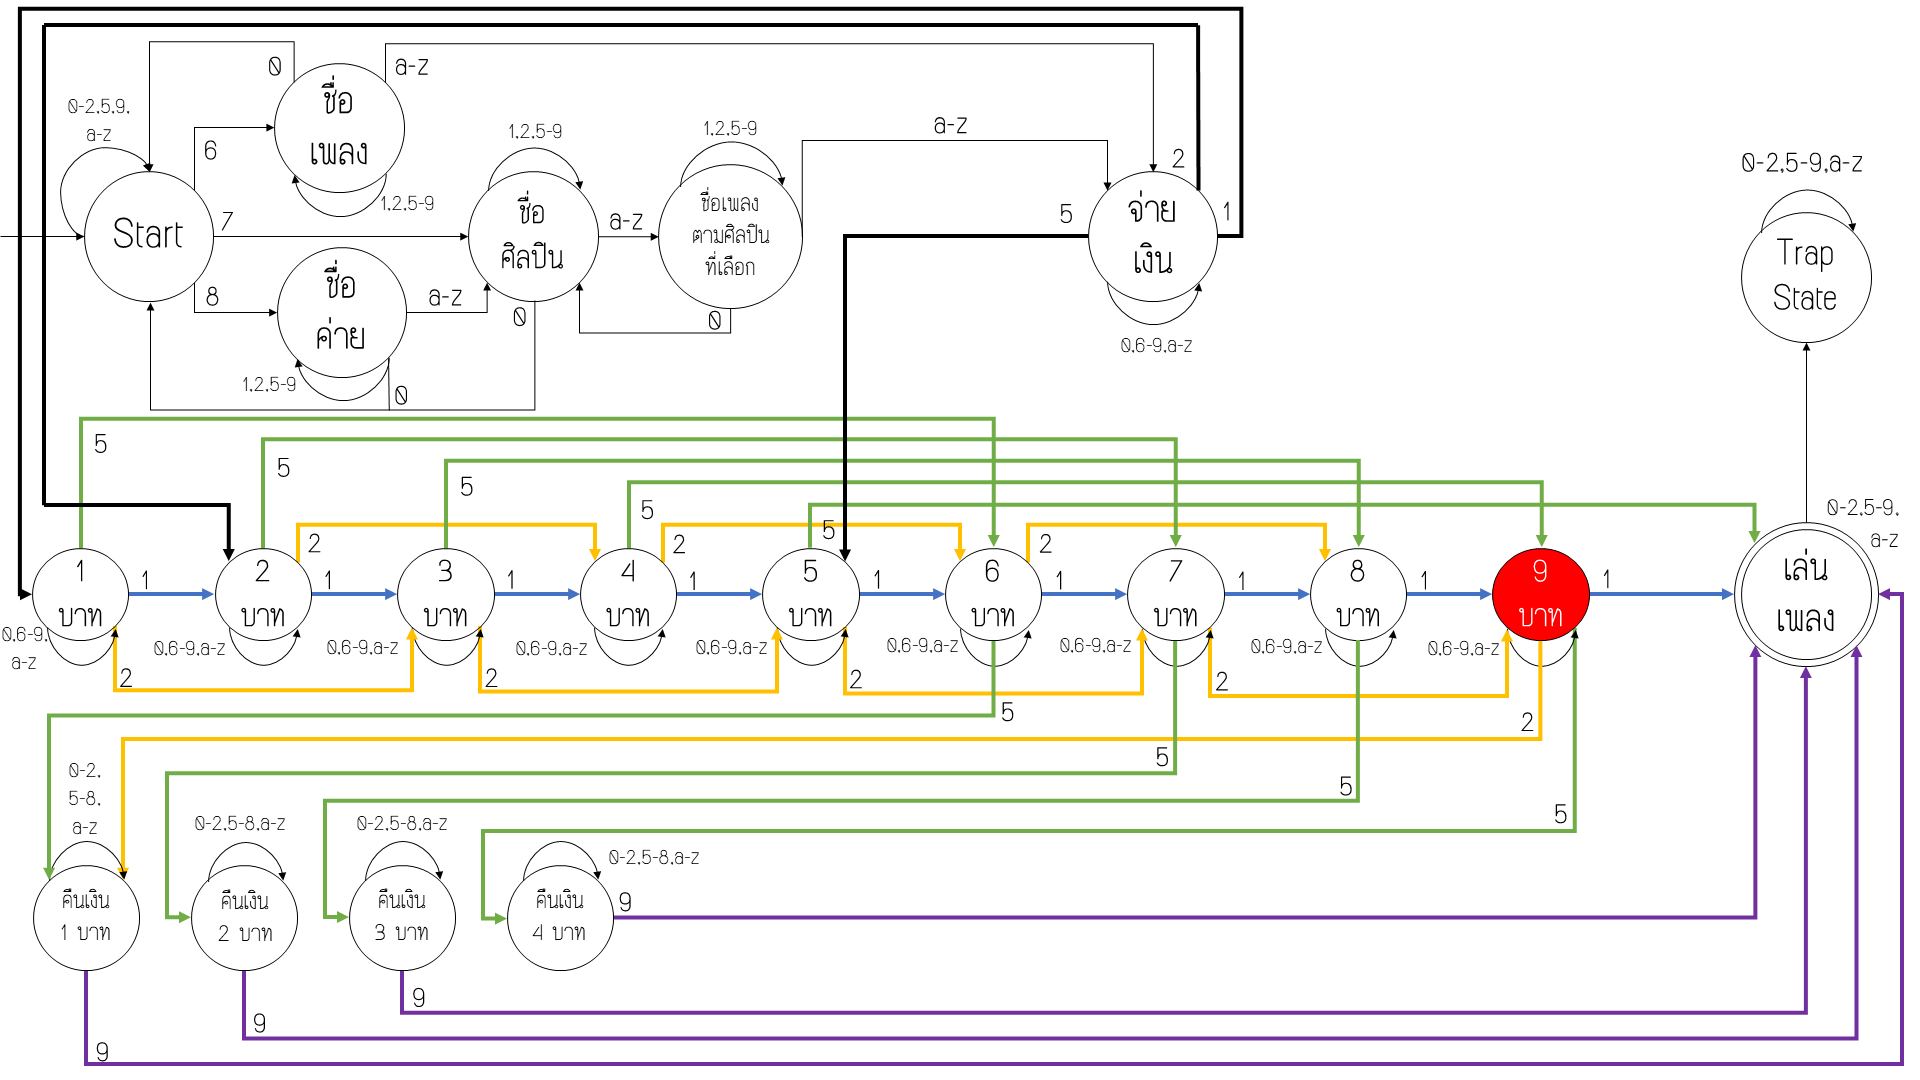 0
a-z
ชื่อ
เพลง
0-2,5,9,
a-z
6
1,2,5-9
1,2,5-9
1,2,5-9
a-z
2
0-2,5-9,a-z
Start
7
ชื่อ
ศิลปิน
a-z
ชื่อเพลง
ตามศิลปิน
ที่เลือก
5
จ่าย
เงิน
1
Trap
State
8
ชื่อ
ค่าย
a-z
0
0
0,6-9,a-z
1,2,5-9
0
5
5
5
5
5
0-2,5-9,
a-z
2
2
2
1
บาท
1
2
บาท
1
3
บาท
1
4
บาท
1
5
บาท
1
6
บาท
1
7
บาท
1
8
บาท
1
9
บาท
1
เล่น
เพลง
0,6-9,
a-z
0,6-9,a-z
0,6-9,a-z
0,6-9,a-z
0,6-9,a-z
0,6-9,a-z
0,6-9,a-z
0,6-9,a-z
0,6-9,a-z
2
2
2
2
5
2
5
5
5
0-2,
5-8,
a-z
0-2,5-8,a-z
0-2,5-8,a-z
0-2,5-8,a-z
คืนเงิน
1 บาท
คืนเงิน
2 บาท
คืนเงิน
3 บาท
คืนเงิน
4 บาท
9
9
9
9